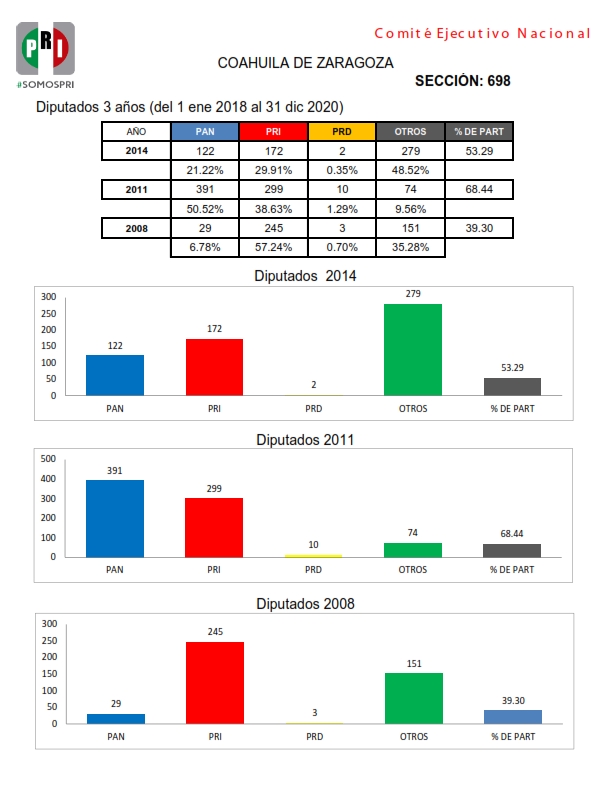 Comité Ejecutivo Nacional
PRI
#SOMOSPRI
COAHUILA DE ZARAGOZA
SECCIÓN: 698
Diputados 3 años (del 1 ene 2018 al 31 dic 2020)
AÑO PAN PRI PRD OTROS % DE PART
2014 122 172 2 279 53.29
21.22% 29.91% 0.35% 48.52%
2011 391 299 10 74 68.44
50.52% 38.63% 1.29% 9.56%
2008 29 245 3 151 39.30
6.78% 57.24% 0.70% 35.28%
Diputados 2014
300
250
200
150
100
50
0
122 172 2 279 53.29
PAN PRI PRD OTROS % DE PART
Diputados 2011
500
400
300
200
100
0
391 299 10 74 68.44
PAN PRI PRD OTROS % DE PART
Diputados 2008
300
250
200
150
100
50
0
29 245 3 151 39.30
PAN PRI PRD OTROS % DE PART